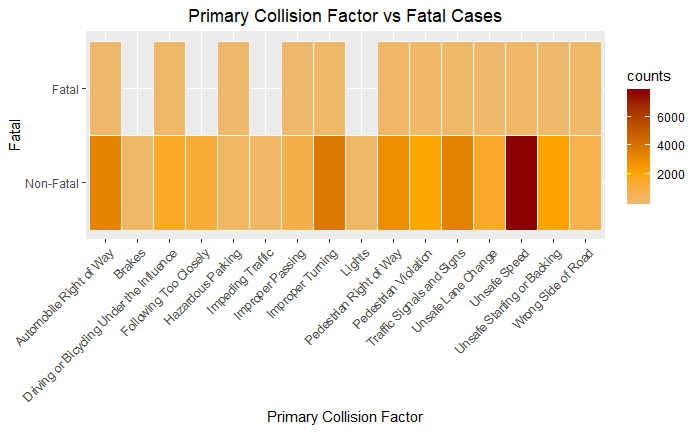 Primary Collision Factor vs Fatal Cases
Fatal
Fatal
Non-Fatal
Automobile Right of Way
Brakes
Driving or Bicycling Under the Influence
Following Too Closely
Hazardous Parking
Impeding Traffic
Improper Passing
Improper Turning
Lights
Pedestrian Right of Way
Pedestrian Violation
Traffic Signals and Signs
Unsafe Lane Change
Unsafe Speed
Unsafe Starting or Backing
Wrong Side of Road
Primary Collision Factor
counts
6000
4000
2000